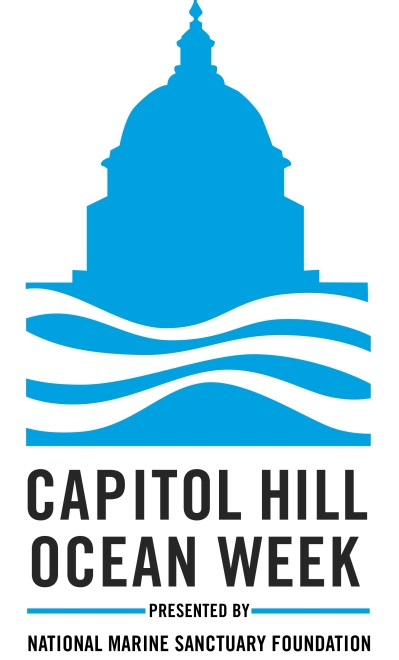 CAPITOL HILL
OCEAN WEEK
PRESENTED BY
NATIONAL MARINE SANCTUARY FOUNDATION